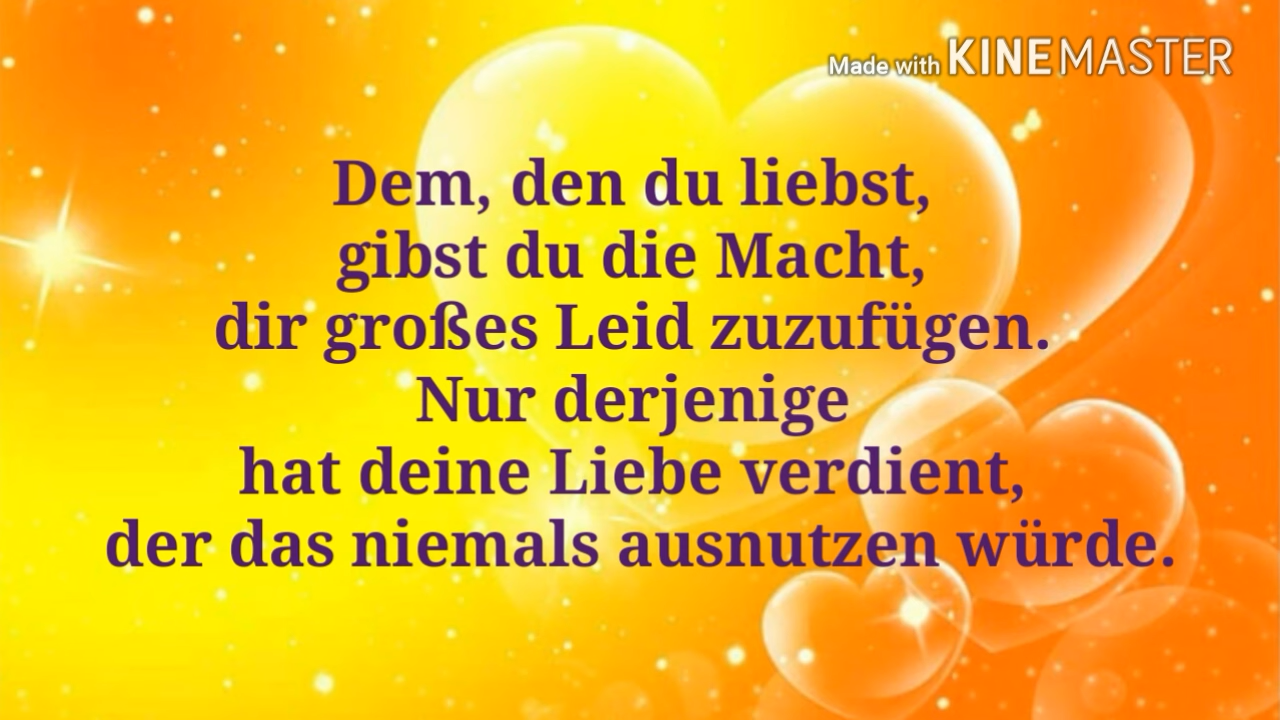 Made with KINEMASTER
Dem, den du liebst,
gibst du die Macht,
dir großes Leid zuzufügen.
Nur derjenige
hat deine Liebe verdient,
der das niemals ausnutzen würde.